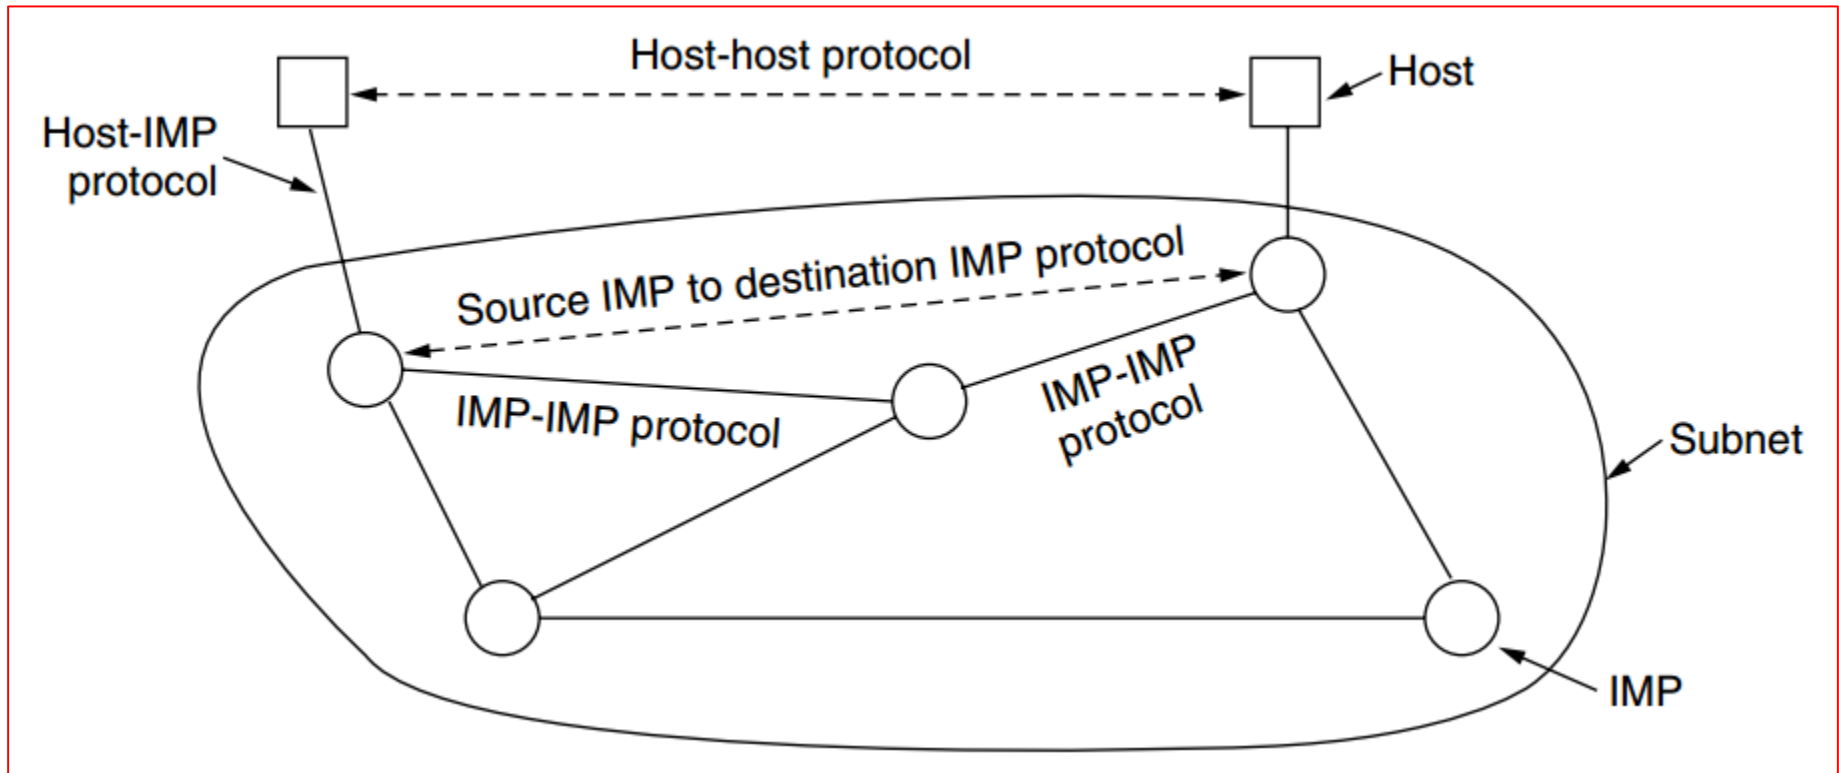 Host-host protocol
Host
Host-IMP
protocol
Source IMP to destination IMP protocol
IMP-IMP
protocol
IMP-IMP protocol
Subnet
IMP